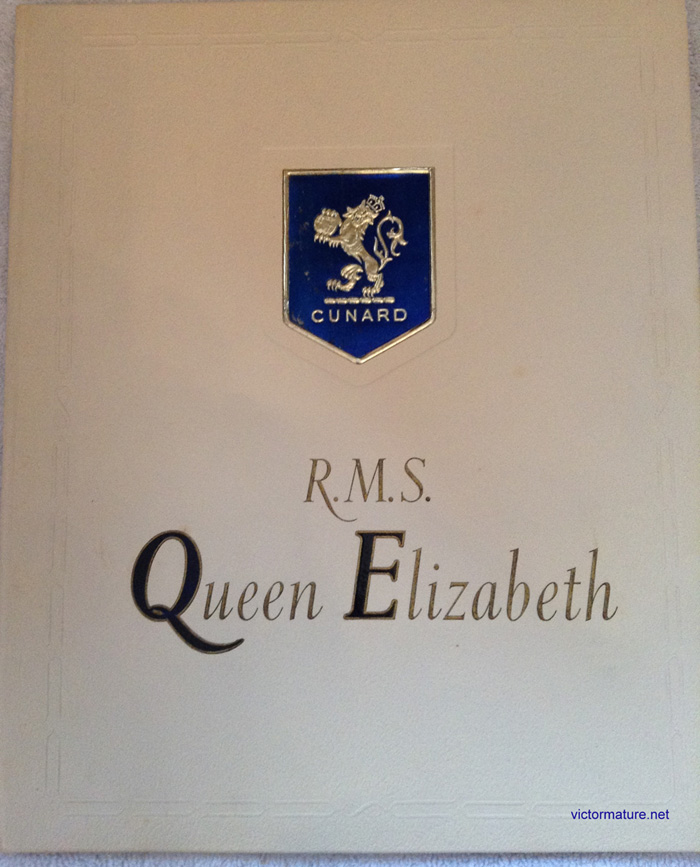 CUNARD
R.M.S.
Queen Elizabeth
victormature.net